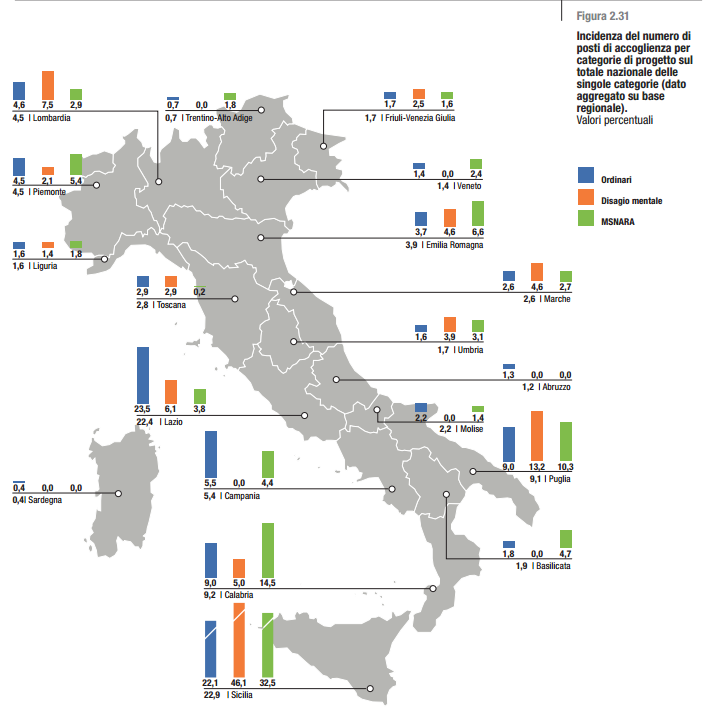 Figura 2.31
Incidenza del numero di
posti di accoglienza per
categorie di progetto sul
totale nazionale delle
singole categorie (dato
aggregato su base
regionale).
Valori percentuali
Ordinari
Disagio mentale
MSNARA
4,6 7,5 2,9
4,5 | Lombardia
0,7 0,0 1,8
0,7 | Trentino-Alto Adige
1,7 2,5 1,6
1,7 | Friuli-Venezia Giulia
4,5 2,1 5,4
4,5 | Piemonte
1,4 0,0 2,4
1,4 | Veneto
3,7 4,6 6,6
3,9 | Emilia Romagna
1,6 1,4 1,8
1,6 | Liguria
2,9 2,9 0,2
2,8 | Toscana
2,6 4,6 2,7
2,6 | Marche
1,6 3,9 3,1
1,7 | Umbria
1,3 0,0 0,0
1,2 | Abruzzo
23,5 6,1 3,8
22,4 | Lazio
2,2 0,0 1,4
2,2 | Molise
9,0 13,2 10,3
9,1 | Puglia
5,5 0,0 4,4
5,4 | Campania
0,4 0,0 0,0
0,4| Sardegna
1,8 0,0 4,7
1,9 | Basilicata
9,0 5,0 14,5
9,2 | Calabria
22,1 46,1 32,5
22,9 | Sicilia